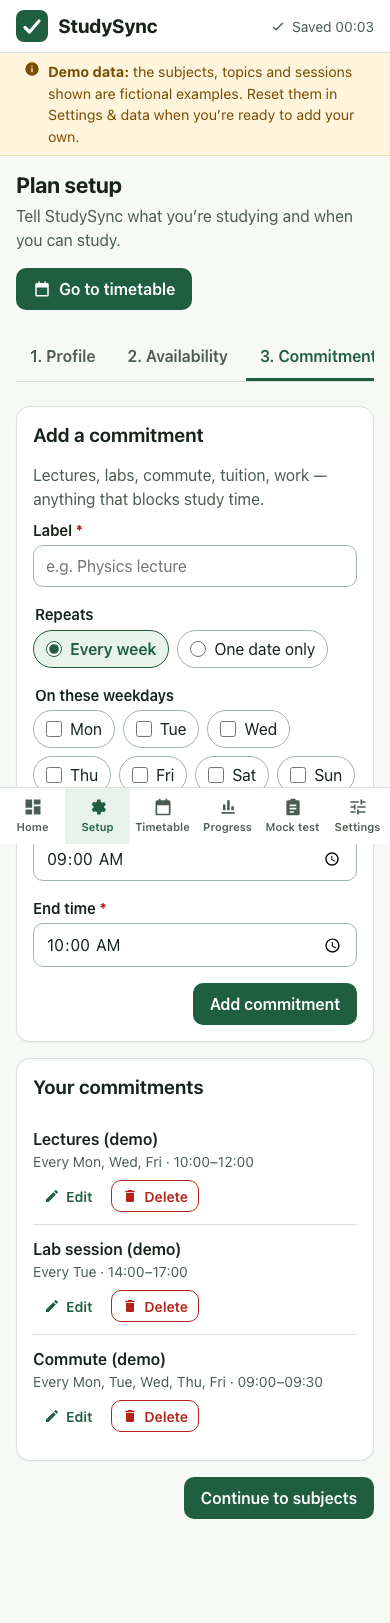 StudySync
Saved 00:03
Demo data: the subjects, topics and sessions
shown are fictional examples. Reset them in
Settings & data when you're ready to add your
own.
Plan setup
Tell StudySync what you're studying and when
you can study.
Go to timetable
1. Profile
2. Availability
3. Commitment
Add a commitment
Lectures, labs, commute, tuition, work —
anything that blocks study time.
Label *
e.g. Physics lecture
Repeats
Every week
One date only
On these weekdays
Mon
Tue
Wed
Thu
Fri
Sat
Sun
Home
Setup
Timetable
Progress
Mock test
Settings
09:00 AM
End time *
10:00 AM
Add commitment
Your commitments
Lectures (demo)
Every Mon, Wed, Fri · 10:00–12:00
Edit
Delete
Lab session (demo)
Every Tue · 14:00–17:00
Edit
Delete
Commute (demo)
Every Mon, Tue, Wed, Thu, Fri · 09:00–09:30
Edit
Delete
Continue to subjects